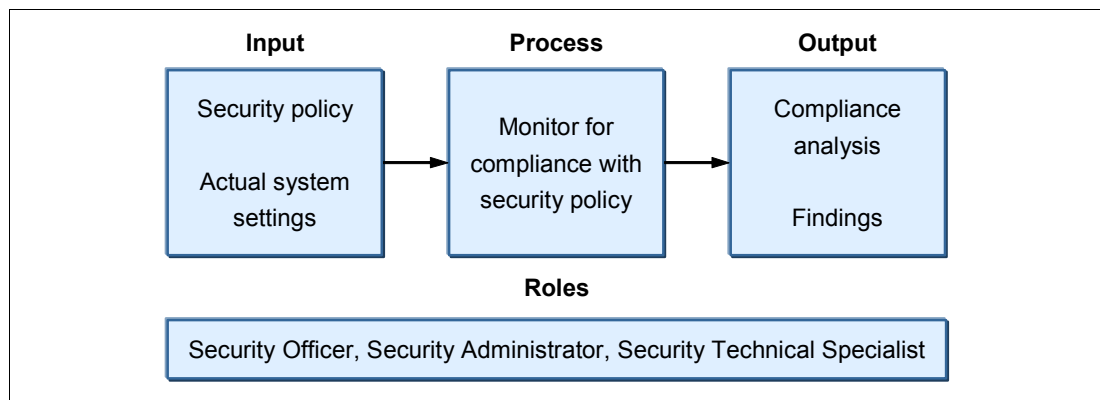 Input
Process
Output
Security policy
Actual system
settings
Monitor for
compliance with
security policy
Compliance
analysis
Findings
Roles
Security Officer, Security Administrator, Security Technical Specialist